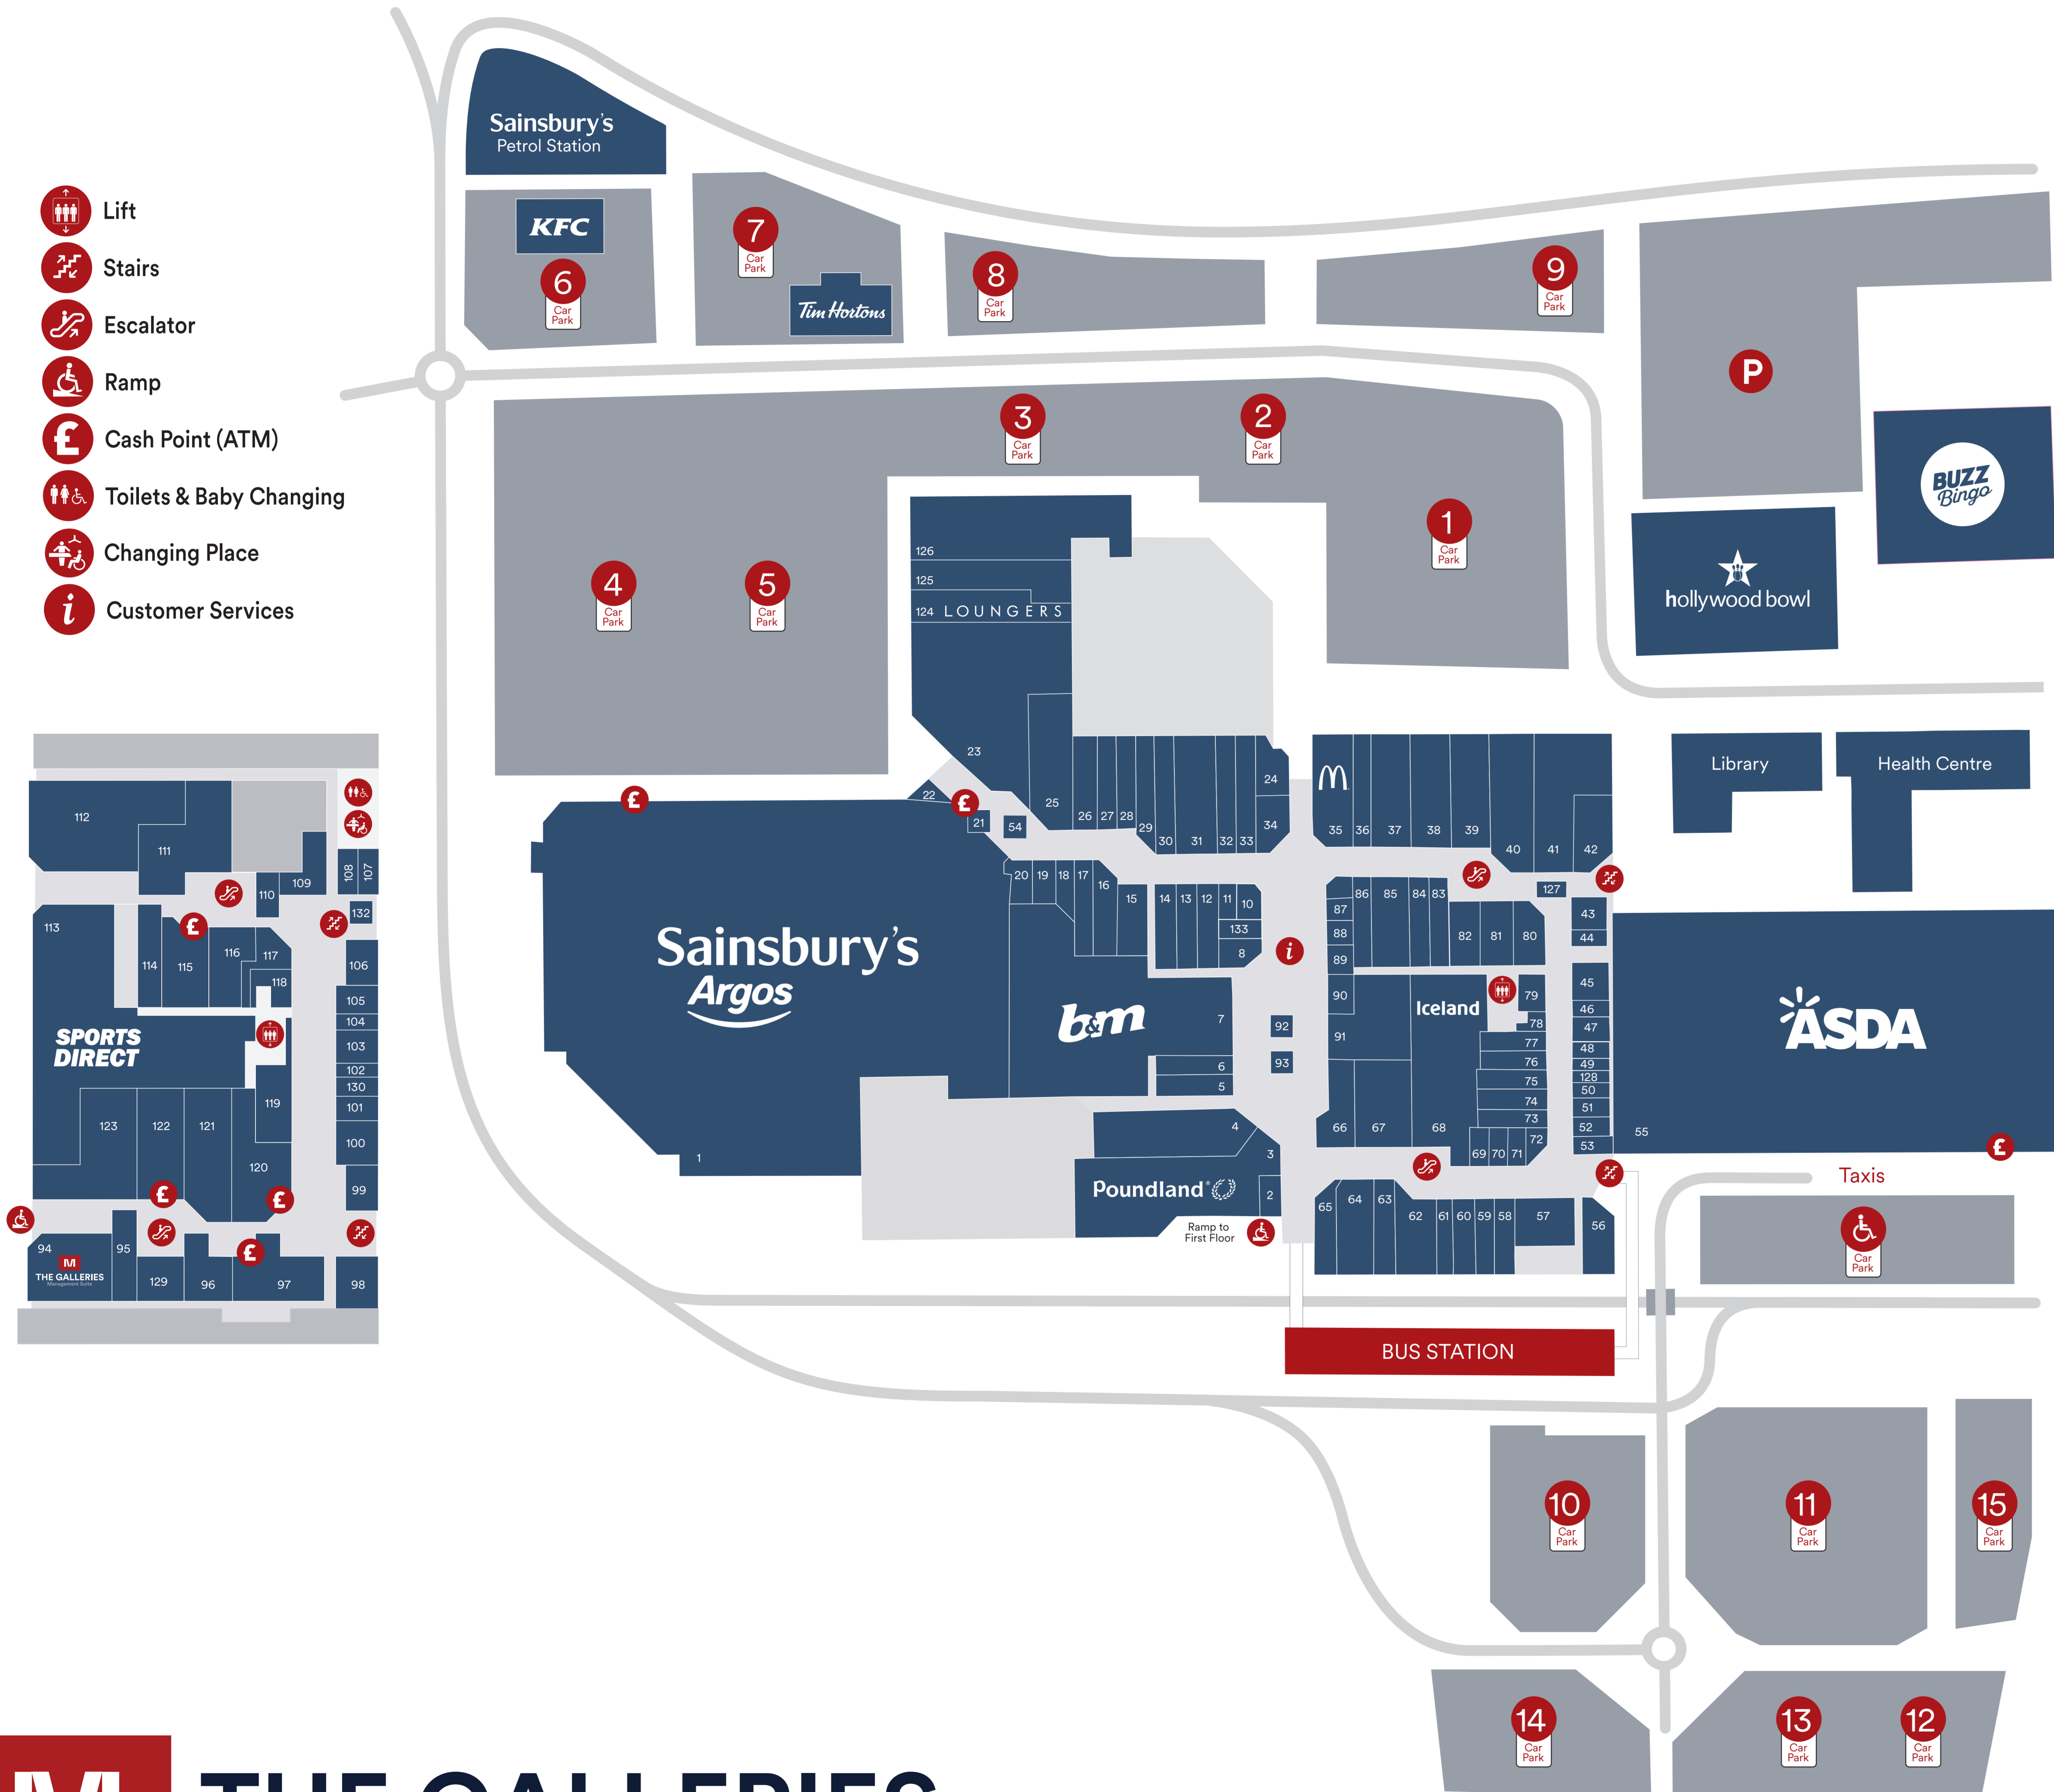 Sainsbury's
Petrol Station
KFC
6
Car
Park
7
Car
Park
Tim Hortons
8
Car
Park
9
Car
Park
P
BUZZ
Bingo
hollywood bowl
Lift
Stairs
Escalator
Ramp
£ Cash Point (ATM)
Toilets & Baby Changing
Changing Place
i Customer Services
3
Car
Park
2
Car
Park
1
Car
Park
4
Car
Park
5
Car
Park
126
125
124 LOUNGERS
23
25
26 27 28 29 30 31 32 33
24
34
22
£
£
21
54
35 36 37 38 39 40 41 42
Library
Health Centre
20 19 18 17 16 15
14 13 12 11 10
133
8
i
86 85 84 83
87
88
89
82 81 80
127
43
44
Sainsbury's
Argos
1
b&m
7
6
5
92
93
90
91
Iceland
79
78
77
76
75
74
73
72
66 67 68 69 70 71
45
46
47
48
49
128
50
51
52
53
ASDA
55
£
4
3
Poundland
2
Ramp to
First Floor
65 64 63 62 61 60 59 58 57 56
Taxis
Car
Park
BUS STATION
112
111
108 107
109
110
132
113
£
114 115 116 117
118
106
105
104
103
102
130
101
100
99
98
SPORTS
DIRECT
119
123 122 121 120
£
£
£
94
M
THE GALLERIES
Management Suite
95
129 96 97
10
Car
Park
11
Car
Park
15
Car
Park
14
Car
Park
13
Car
Park
12
Car
Park
M THE GALLERIES